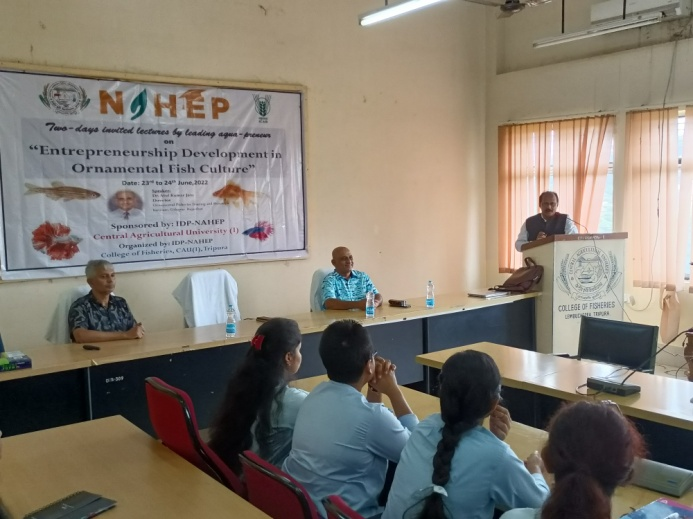 NAHEP
Two-days invited lectures by leading aqua-preneur
on
"Entrepreneurship Development in
Ornamental Fish Culture"
Date: 23rd to 24th June,2022
Speaker:
Director
Sponsored by: IDP-NAHEP
Central Agricultural University (I)
Organized by: IDP-NAHEP
College of Fisheries, CAU(I), Tripura
COLLEGE OF FISHERIES
LEMBUCHERRA, TRIPURA